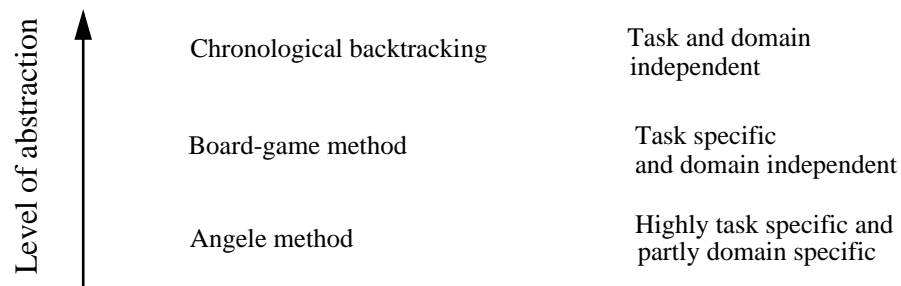 Level of abstraction
Chronological backtracking
Task and domain
independent
Board-game method
Task specific
and domain independent
Angele method
Highly task specific and
partly domain specific